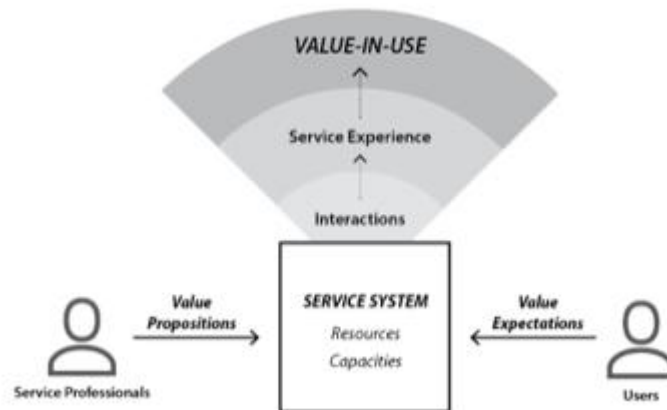 VALUE-IN-USE
Service Experience
Interactions
SERVICE SYSTEM
Resources
Capacities
Value
Propositions
Value
Expectations
Service Professionals
Users